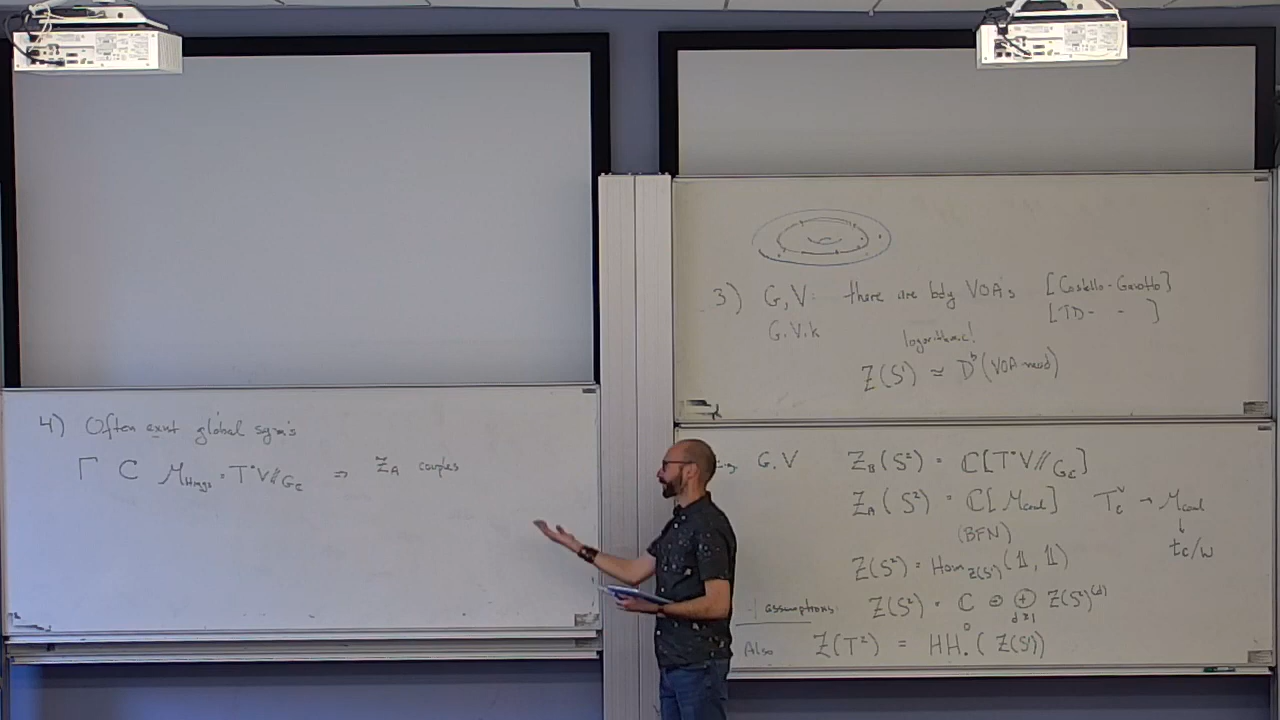 4) Often exist global sym's
Γ C M_Higgs = T*V//G_C ⇒ Z_A couples
3) G,V: there are bdy VOA's [Costello-Gaiotto]
G.V.k [TD- - ]
logarithmic!
Z(S¹) ≃ D^b(VOA-mod)
G.V Z_B(S²) = C[T*V//G_C]
Z_A(S²) = C[M_Coul] T_C^∨ → M_Coul
↓
(BFN) t_C/W
Z(S²) = Hom_Z(S¹)(𝟙, 𝟙)
assumptions: Z(S²) = C ⊕ ⊕_{d≥1} Z(S²)^(d)
Also Z(T²) = HH.(Z(S¹))